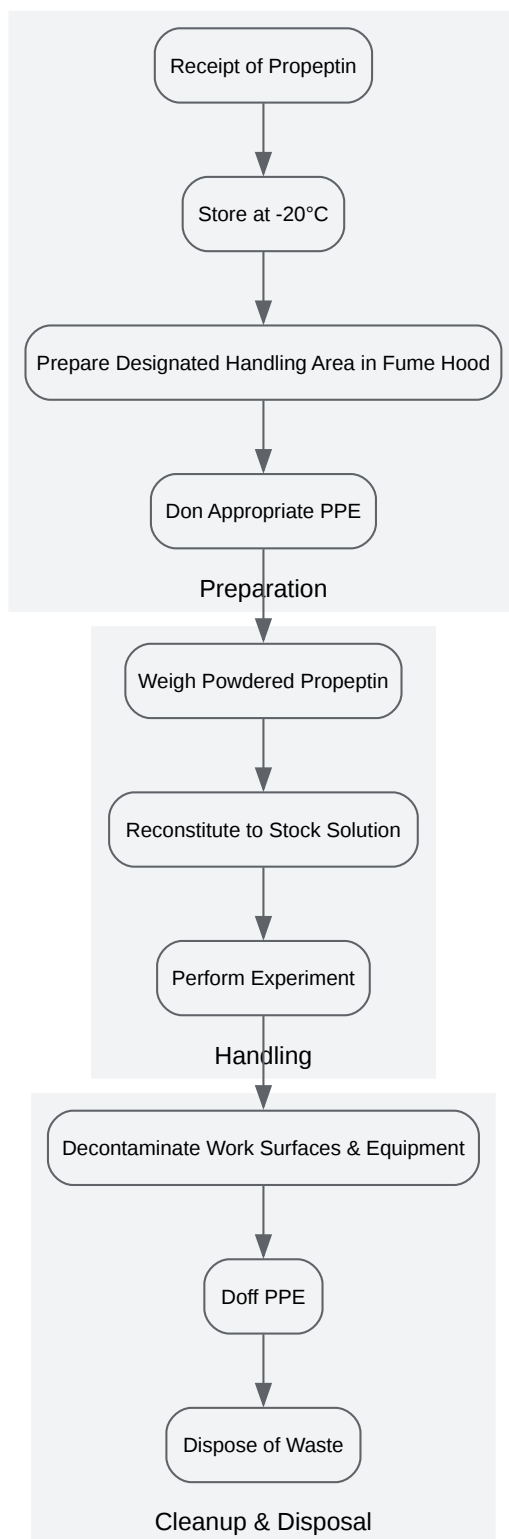 Receipt of Propeptin
Store at -20°C
Prepare Designated Handling Area in Fume Hood
Don Appropriate PPE
Preparation
Weigh Powdered Propeptin
Reconstitute to Stock Solution
Perform Experiment
Handling
Decontaminate Work Surfaces & Equipment
Doff PPE
Dispose of Waste
Cleanup & Disposal